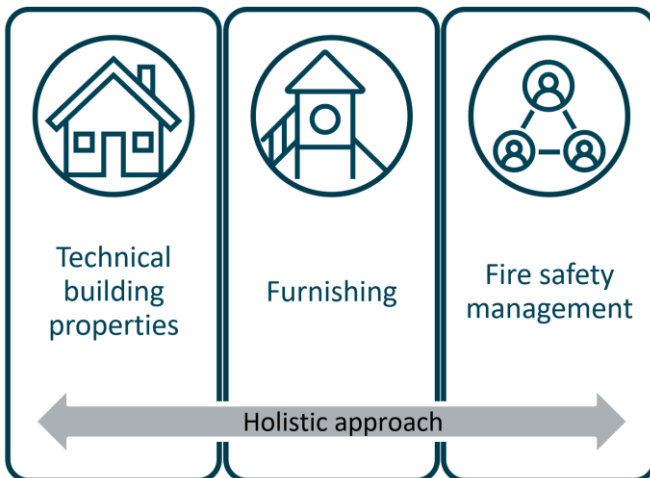 Technical
building
properties
Furnishing
Fire safety
management
Holistic approach